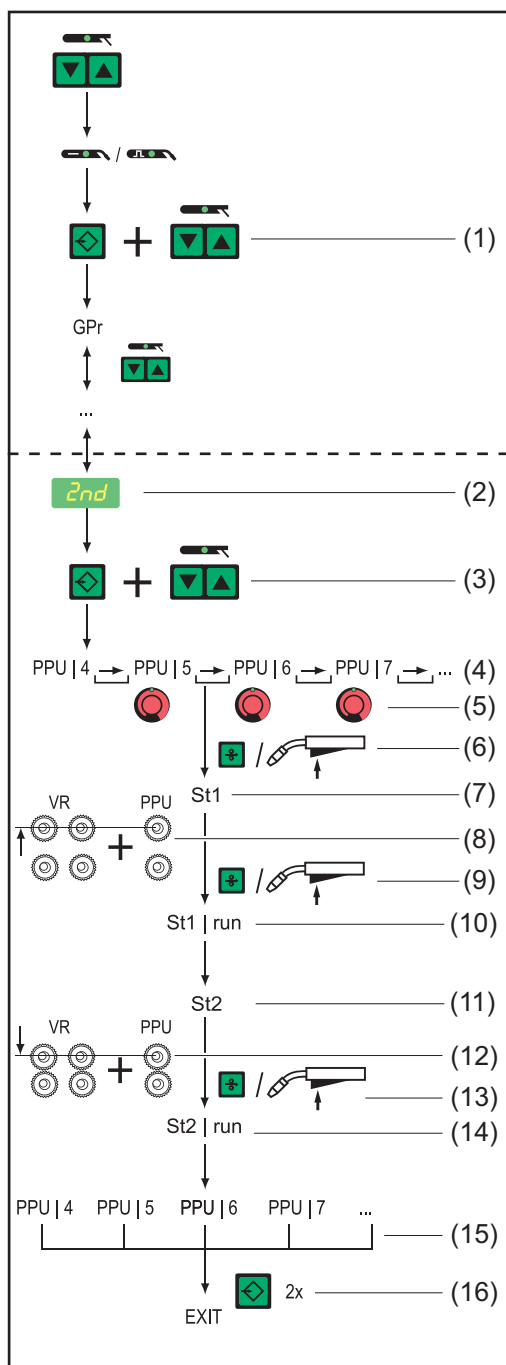 /
+ (1)
GPr
...
2nd (2)
+ (3)
PPU | 4 PPU | 5 PPU | 6 PPU | 7 ... (4)
(5)
/ (6)
St1 (7)
VR PPU
+ (8)
/ (9)
St1 | run (10)
St2 (11)
VR PPU
+ (12)
/ (13)
St2 | run (14)
PPU | 4 PPU | 5 PPU | 6 PPU | 7 ...
(15)
2x (16)
EXIT